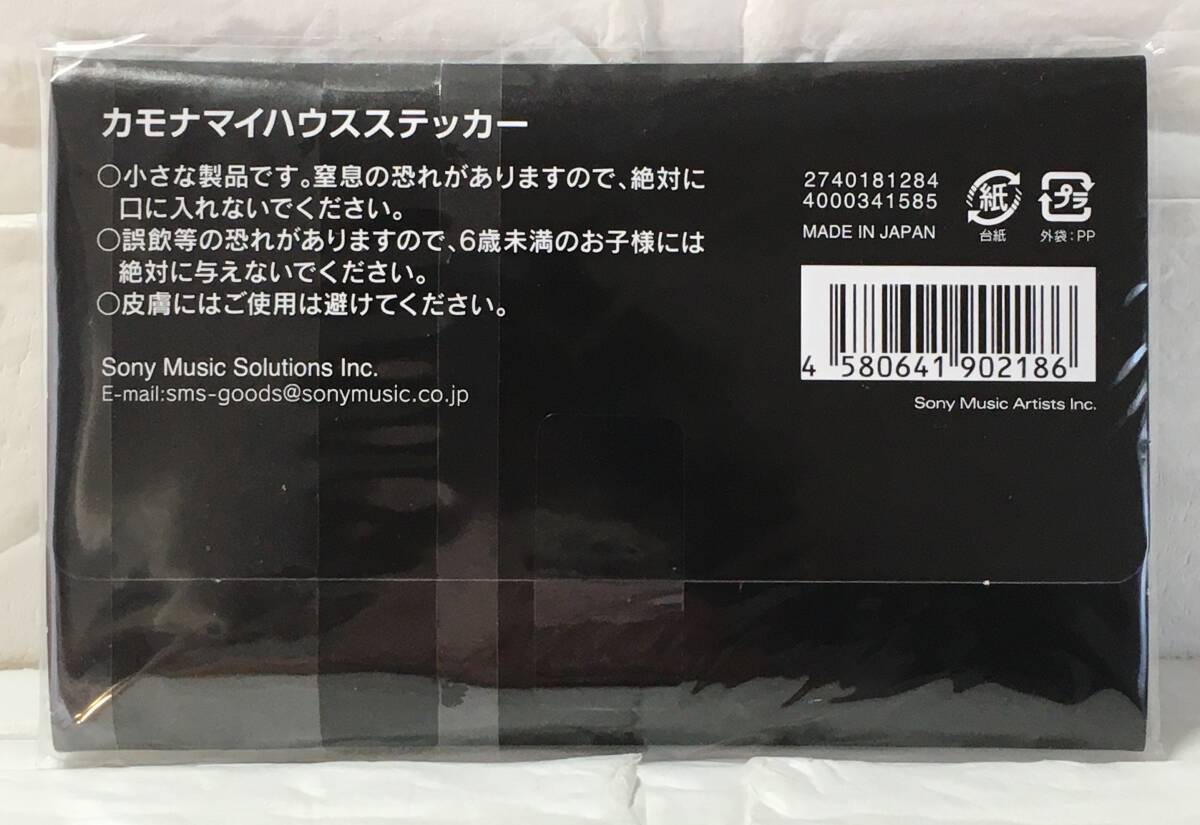 カモナマイハウスステッカー
○小さな製品です。窒息の恐れがありますので、絶対に
口に入れないでください。
○誤飲等の恐れがありますので、6歳未満のお子様には
絶対に与えないでください。
○皮膚にはご使用は避けてください。
Sony Music Solutions Inc.
E-mail:sms-goods@sonymusic.co.jp
2740181284
4000341585
MADE IN JAPAN
紙
台紙
プラ
外袋:PP
4 580641 902186
Sony Music Artists Inc.